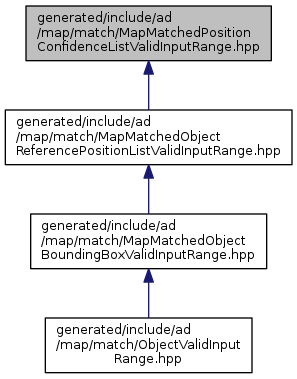 generated/include/ad
/map/match/MapMatchedPosition
ConfidenceListValidInputRange.hpp
generated/include/ad
/map/match/MapMatchedObject
ReferencePositionListValidInputRange.hpp
generated/include/ad
/map/match/MapMatchedObject
BoundingBoxValidInputRange.hpp
generated/include/ad
/map/match/ObjectValidInput
Range.hpp